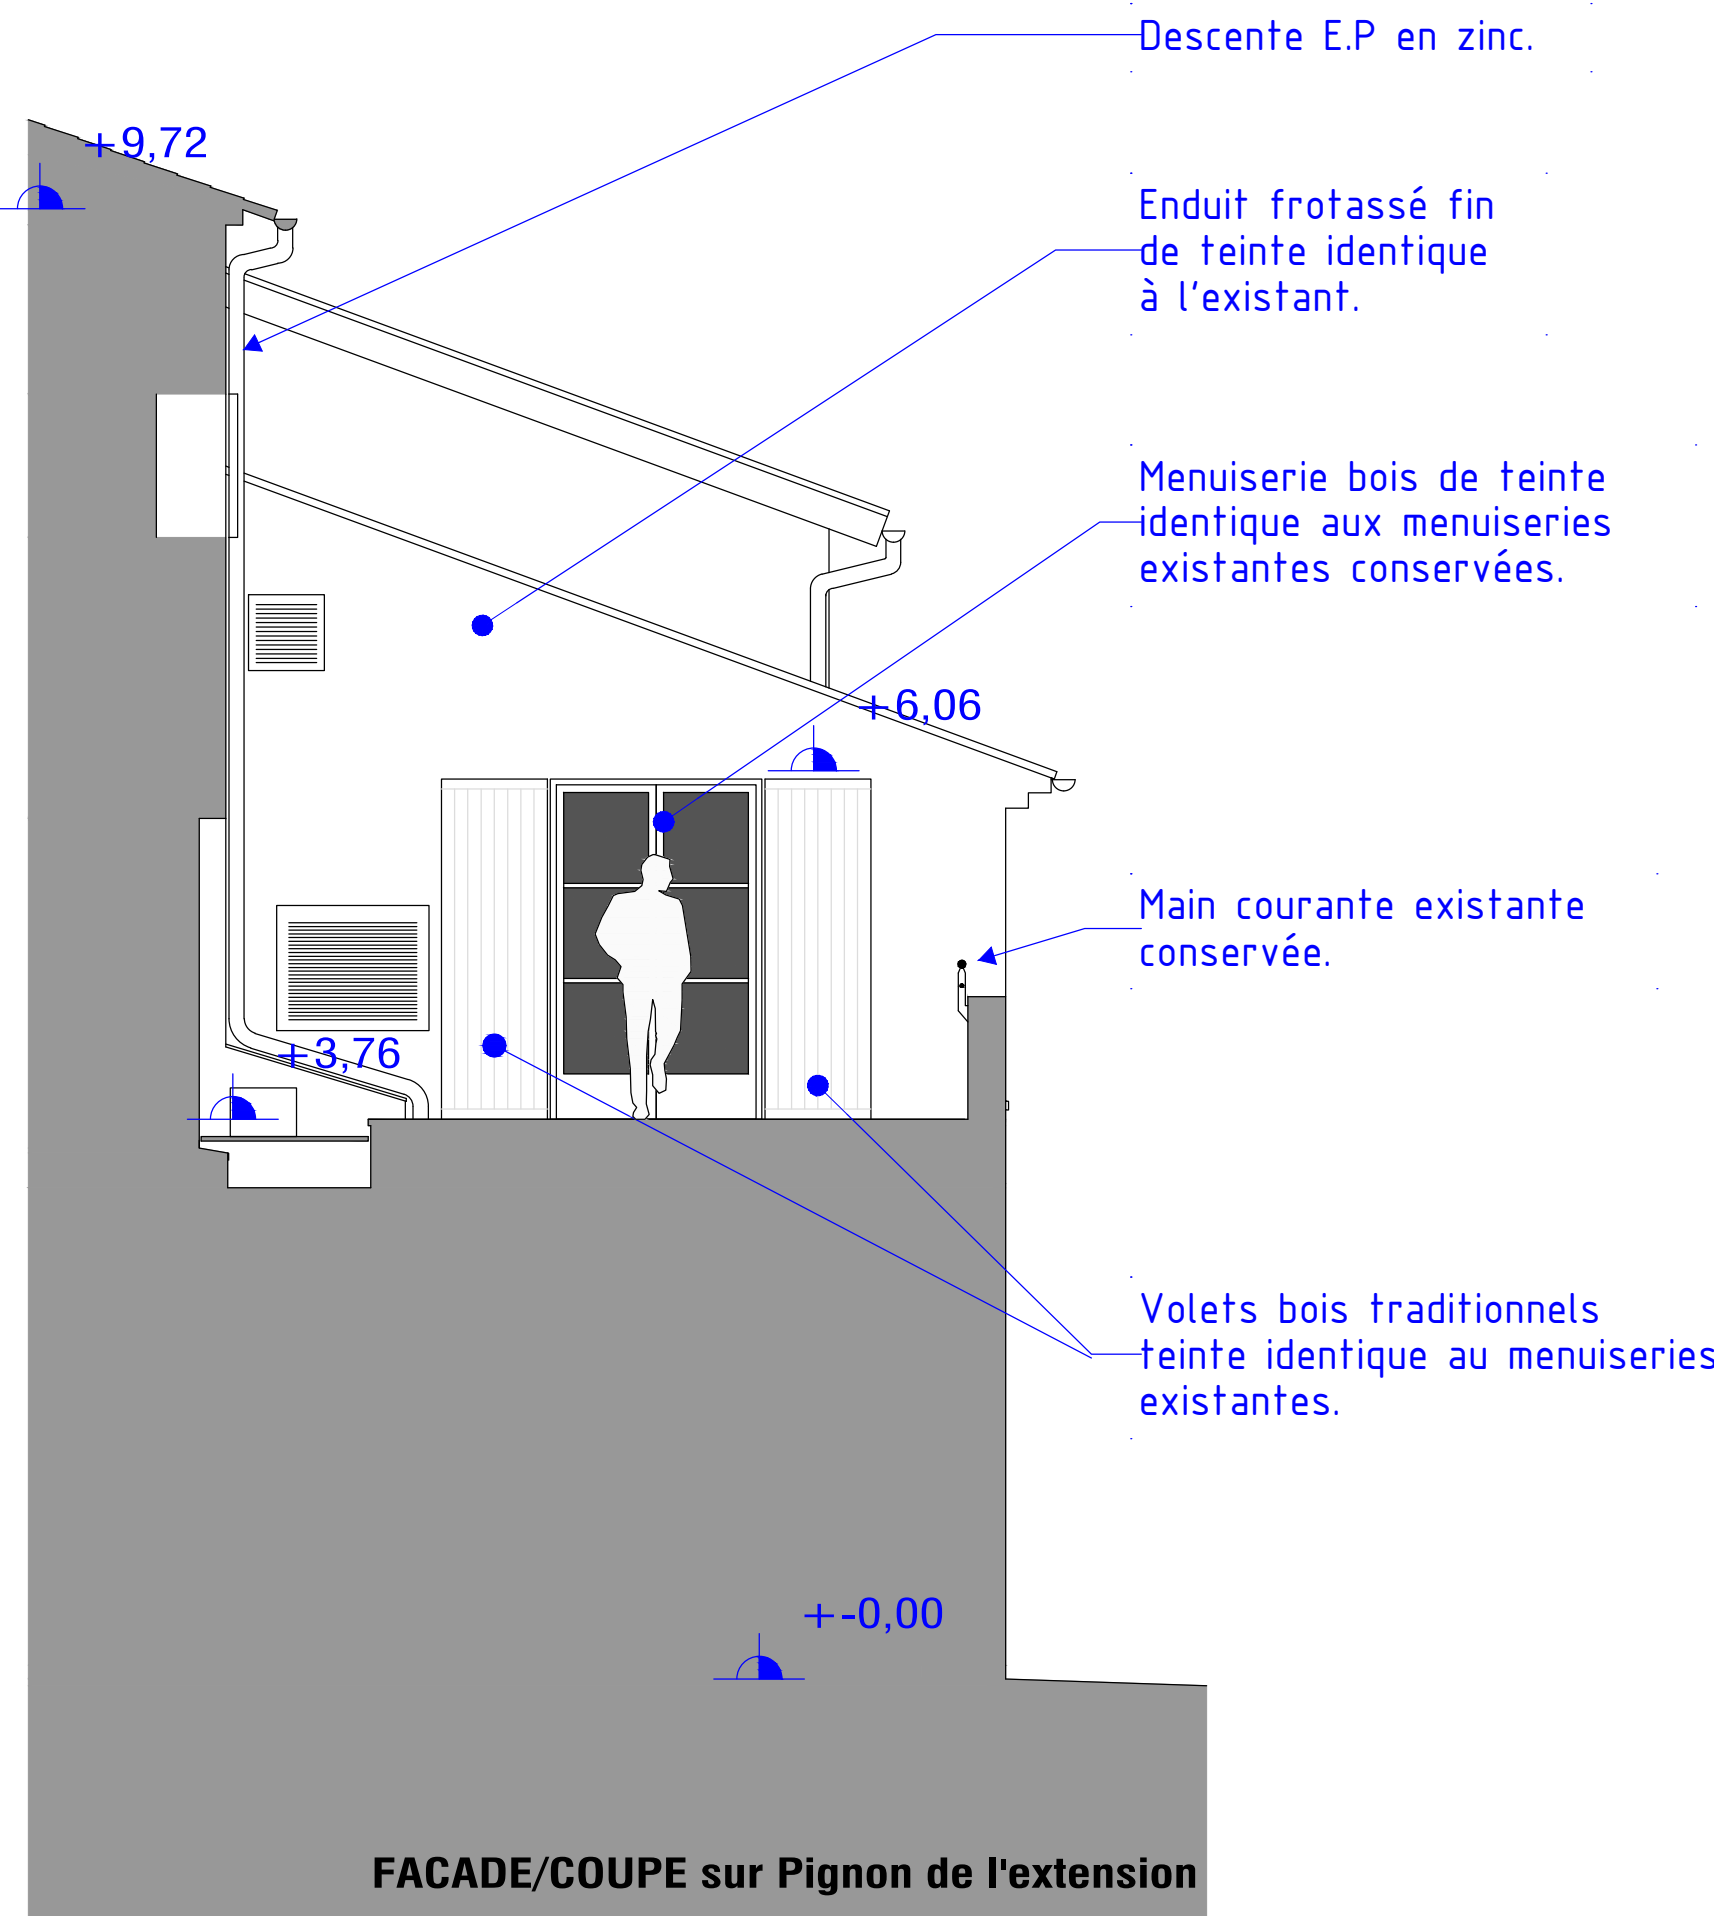 Descente E.P en zinc.
+9,72
Enduit frotassé fin
de teinte identique
à l'existant.
Menuiserie bois de teinte
identique aux menuiseries
existantes conservées.
+6,06
Main courante existante
conservée.
+3,76
Volets bois traditionnels
teinte identique au menuiseries
existantes.
+-0,00
FACADE/COUPE sur Pignon de l'extension